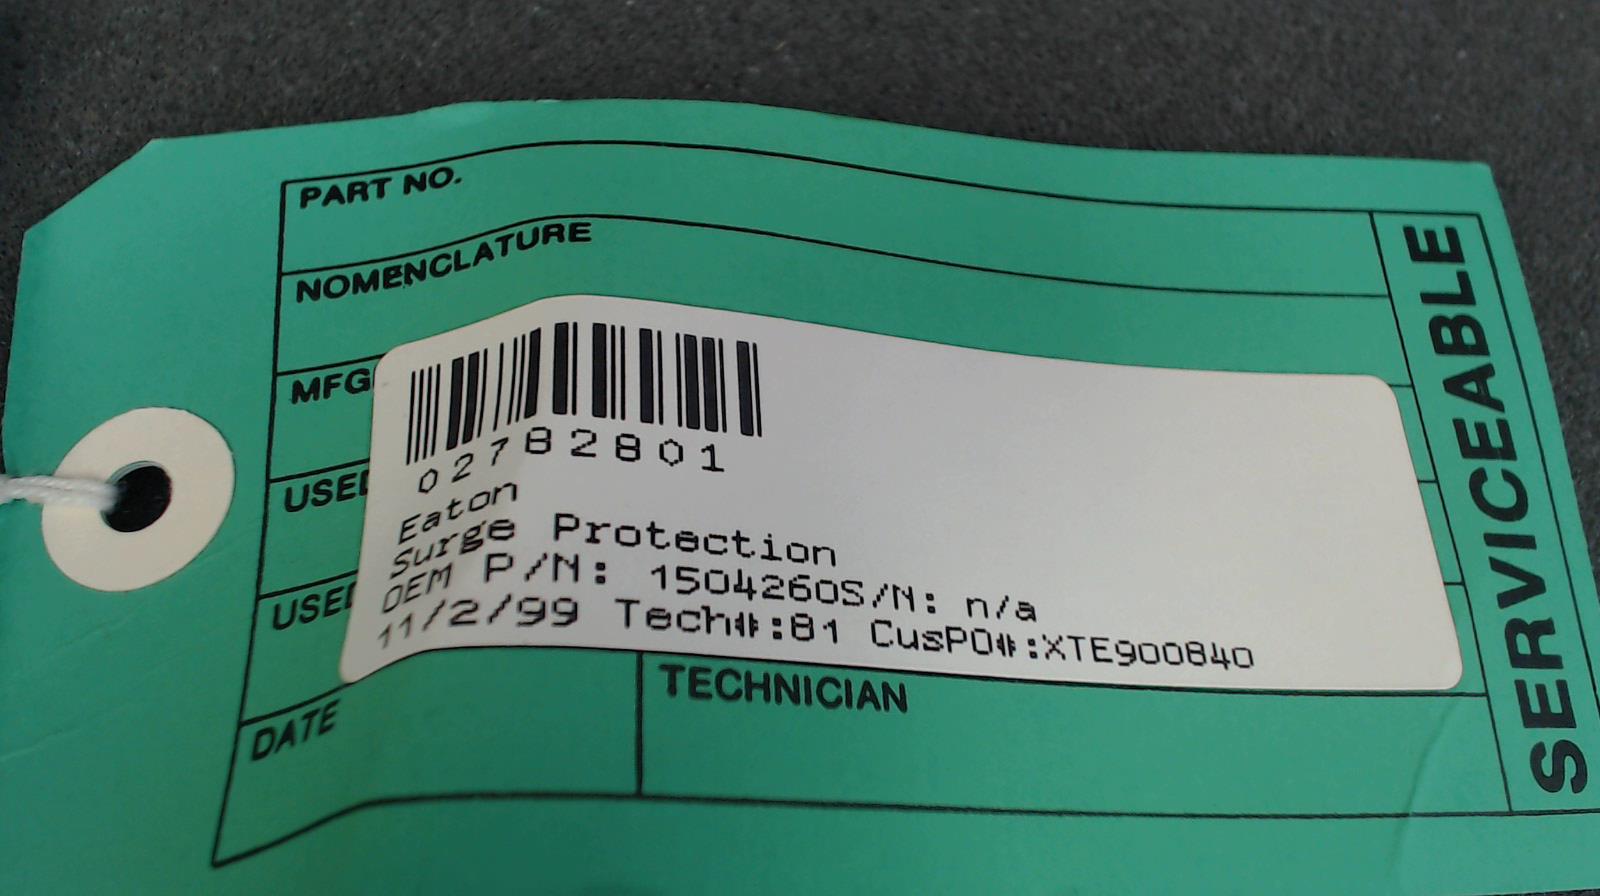 PART NO.
NOMENCLATURE
MFG
USED
USED
02782801
Eaton
Surge Protection
OEM P/N: 1504260S/N: n/a
11/2/99 Tech#:81 CusPO#:XTE900840
DATE
TECHNICIAN
SERVICEABLE